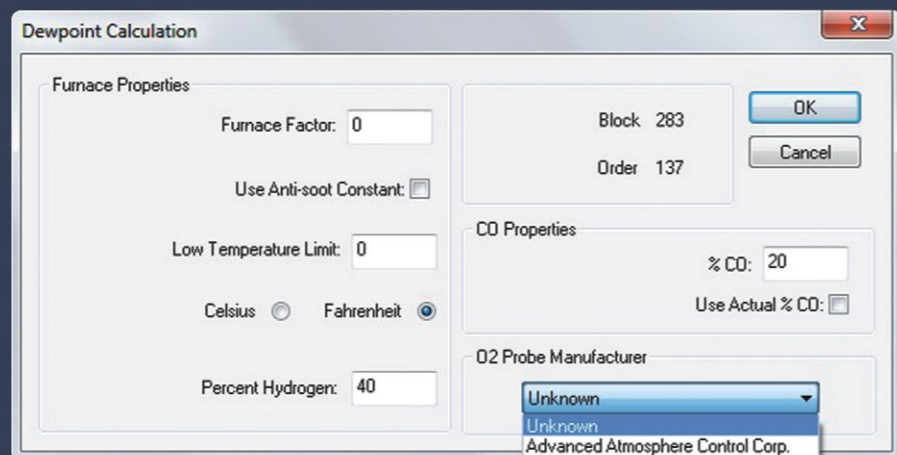 Dewpoint Calculation
Furnace Properties
Furnace Factor: 0
Use Anti-soot Constant:
Low Temperature Limit: 0
Celsius Fahrenheit
Percent Hydrogen: 40
Block 283
Order 137
OK
Cancel
CO Properties
% CO: 20
Use Actual % CO:
O2 Probe Manufacturer
Unknown
Unknown
Advanced Atmosphere Control Corp.